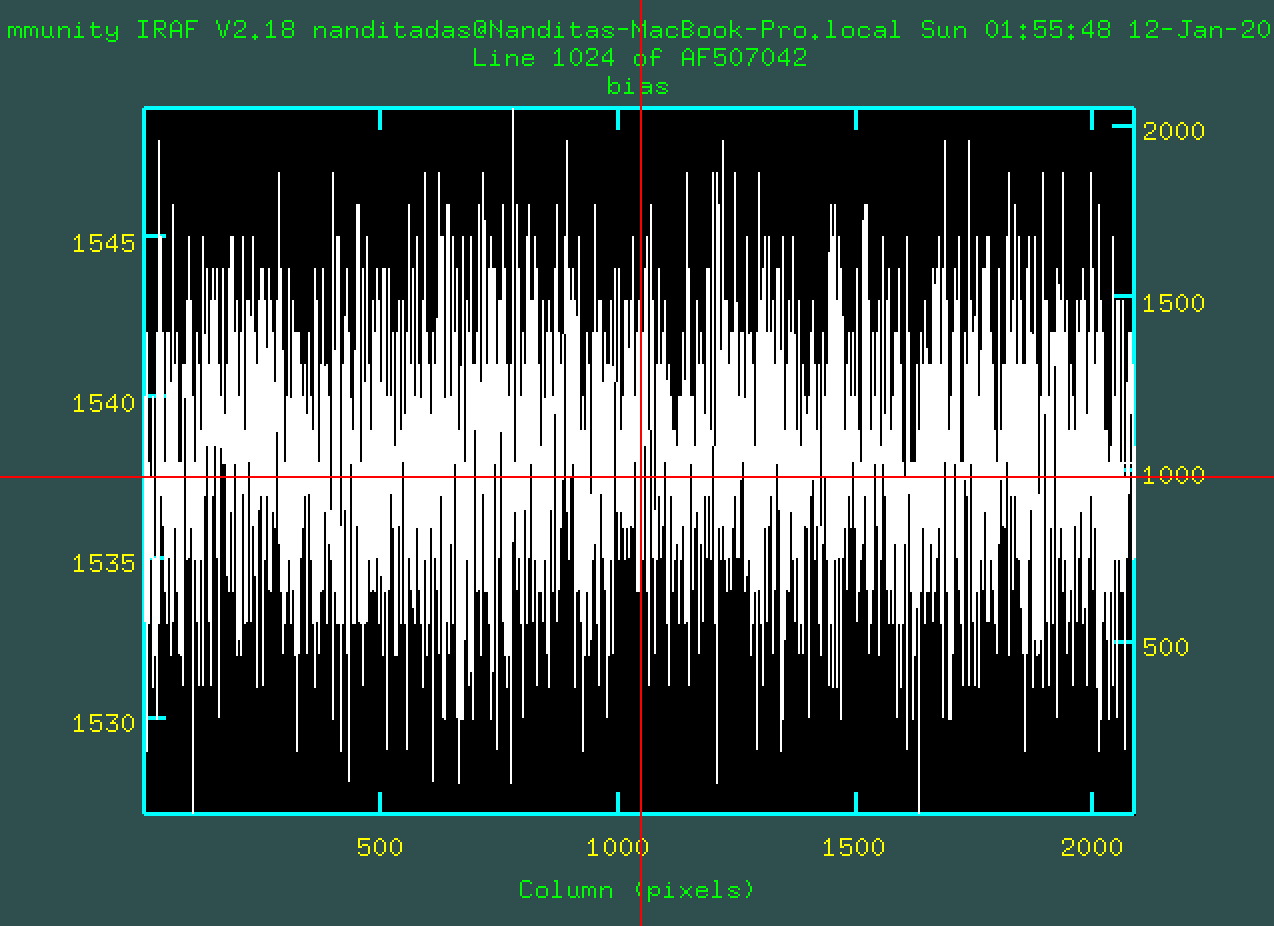 mmunity IRAF V2.18 nanditadas@Nanditas-MacBook-Pro.local Sun 01:55:48 12-Jan-20
Line 1024 of AF507042
bias
2000
1545
1500
1540
1000
1535
500
1530
500 1000 1500 2000
Column (pixels)